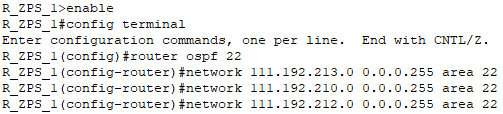 R_ZPS_1>enable
R_ZPS_1#config terminal
Enter configuration commands, one per line.  End with CNTL/Z.
R_ZPS_1(config)#router ospf 22
R_ZPS_1(config-router)#network 111.192.213.0 0.0.0.255 area 22
R_ZPS_1(config-router)#network 111.192.210.0 0.0.0.255 area 22
R_ZPS_1(config-router)#network 111.192.212.0 0.0.0.255 area 22